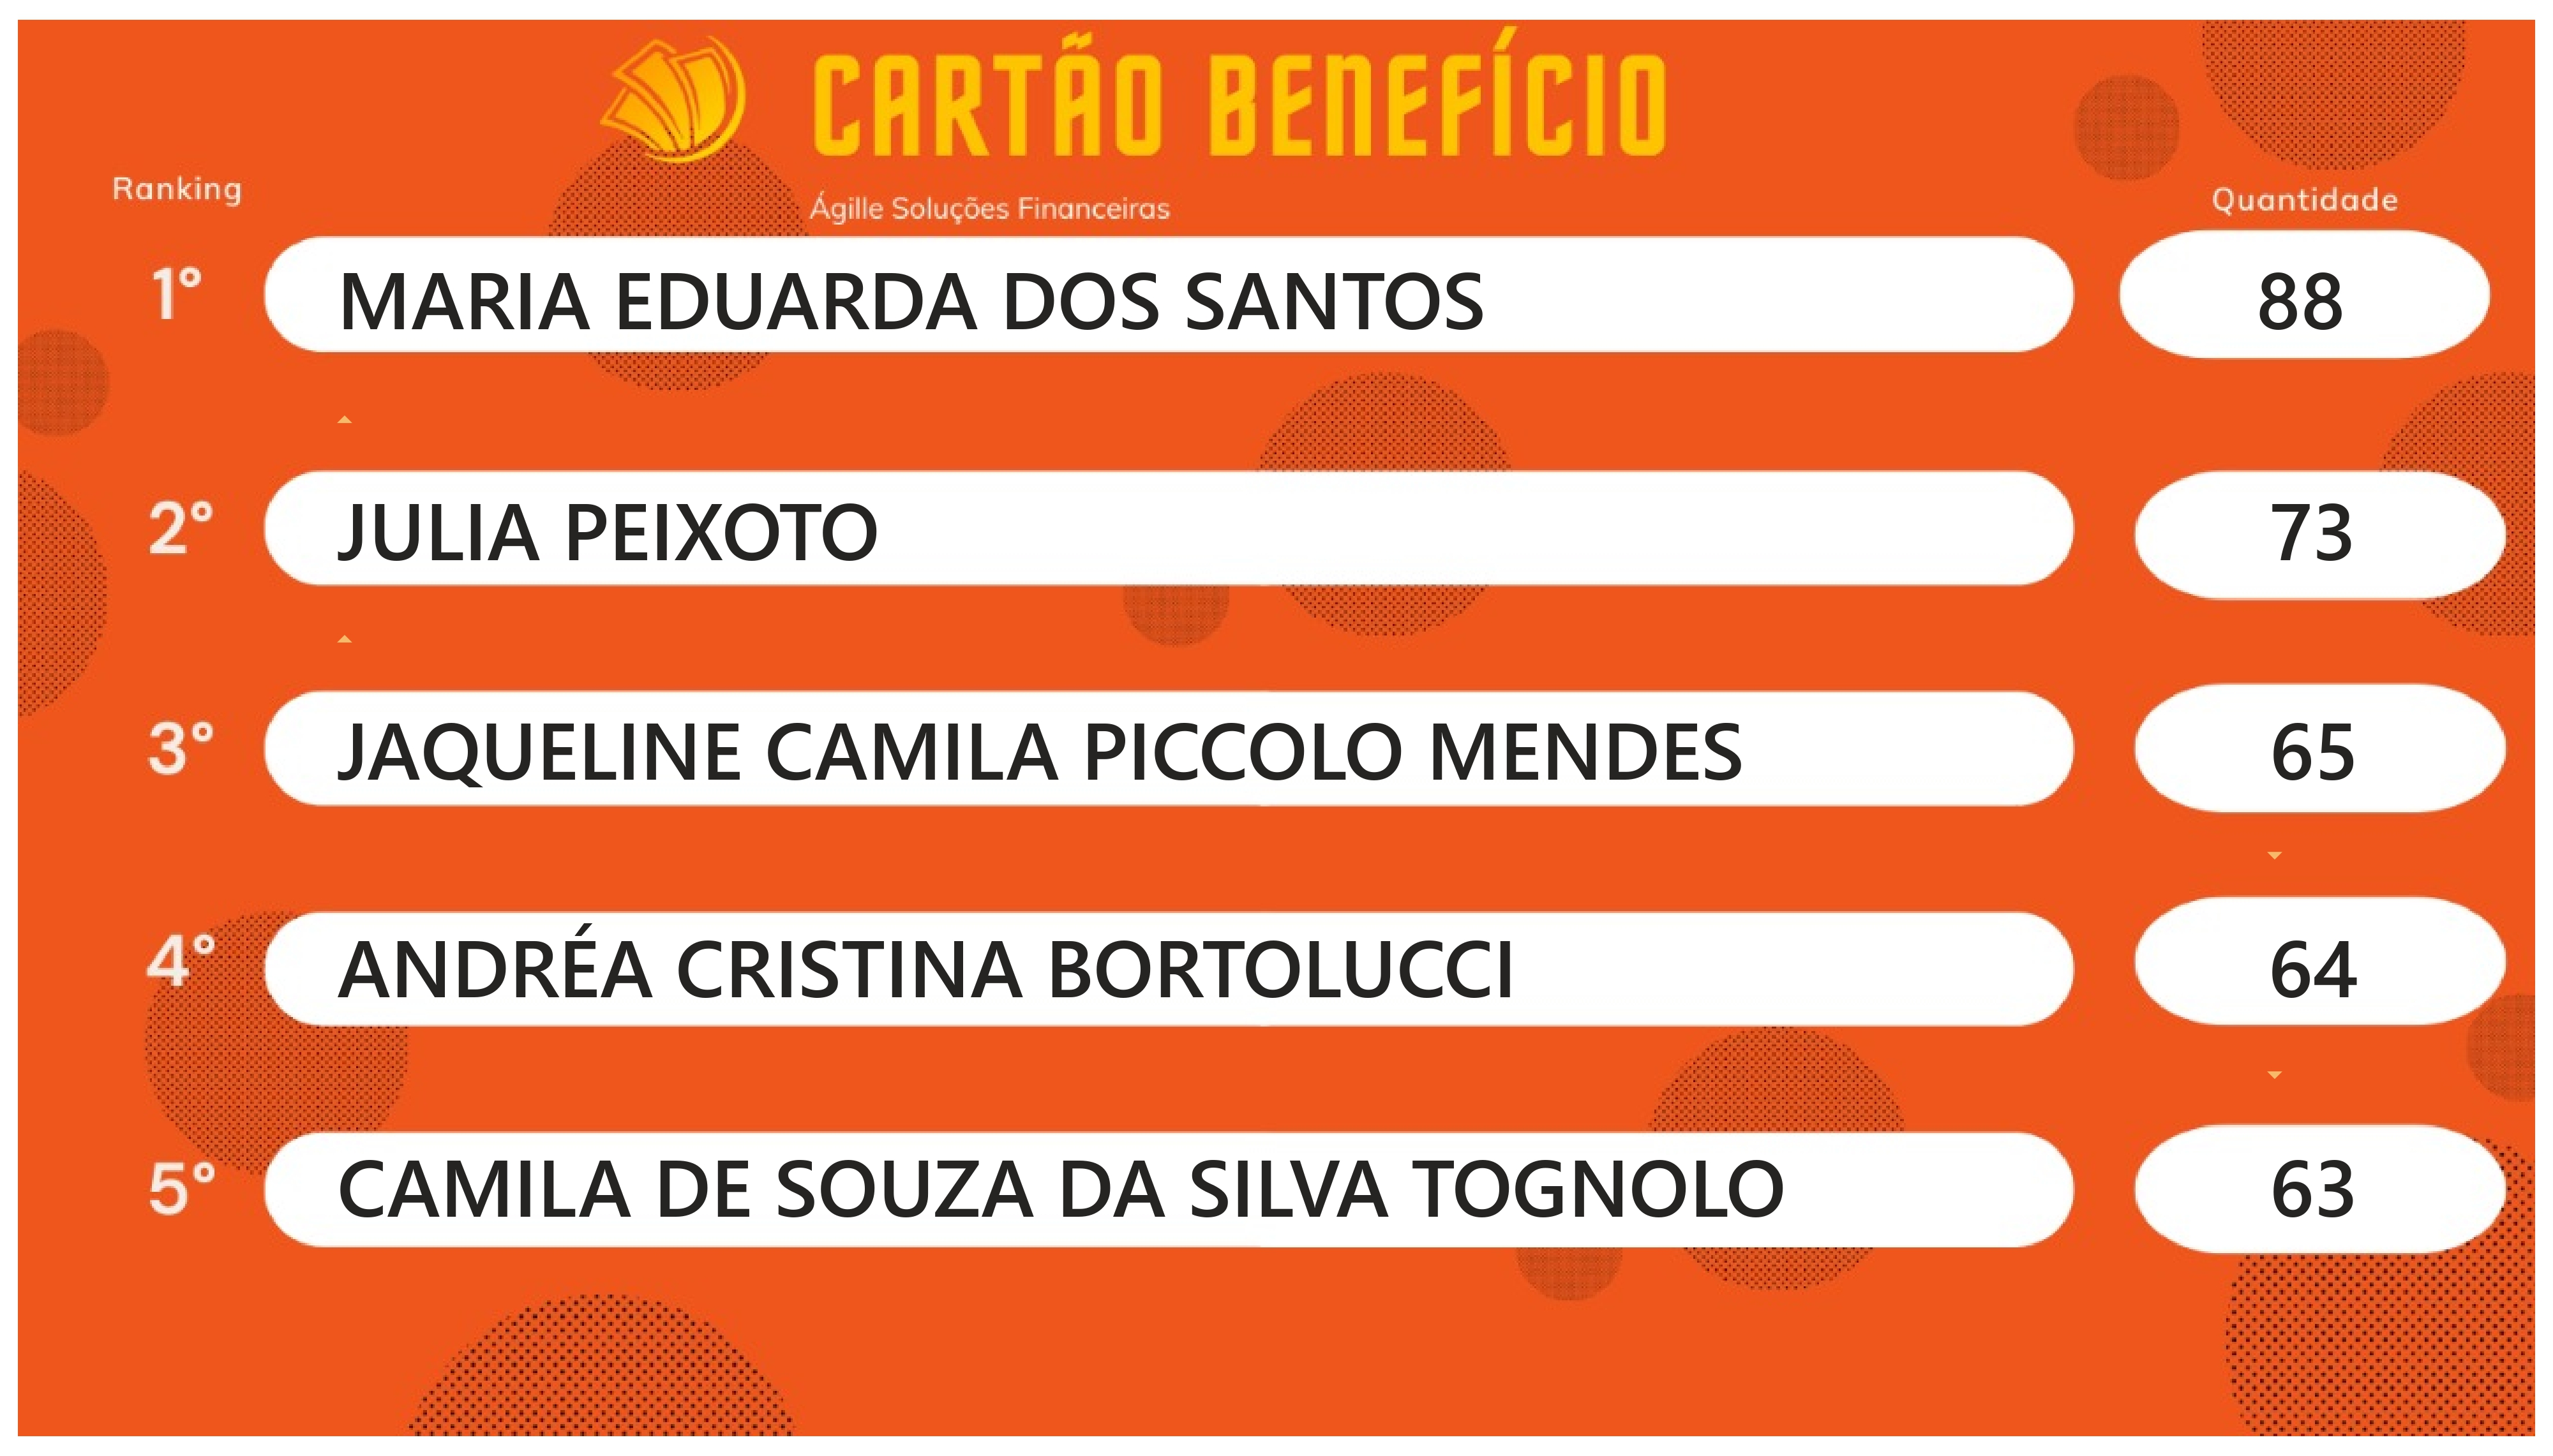 CARTÃO BENEFÍCIO
Ranking
Ágille Soluções Financeiras
Quantidade
1° MARIA EDUARDA DOS SANTOS 88
2° JULIA PEIXOTO 73
3° JAQUELINE CAMILA PICCOLO MENDES 65
4° ANDRÉA CRISTINA BORTOLUCCI 64
5° CAMILA DE SOUZA DA SILVA TOGNOLO 63